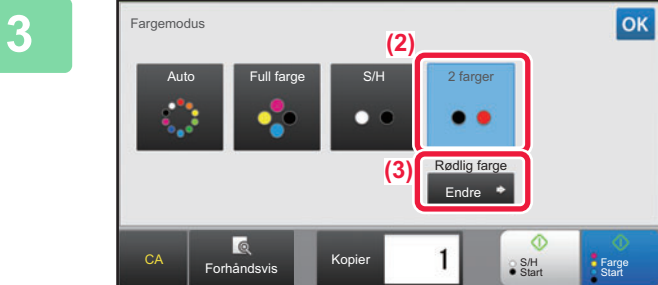 3
Fargemodus
OK
(2)
Auto
Full farge
S/H
2 farger
(3)
Rødlig farge
Endre
CA
Forhåndsvis
Kopier
1
S/H
Start
Farge
Start